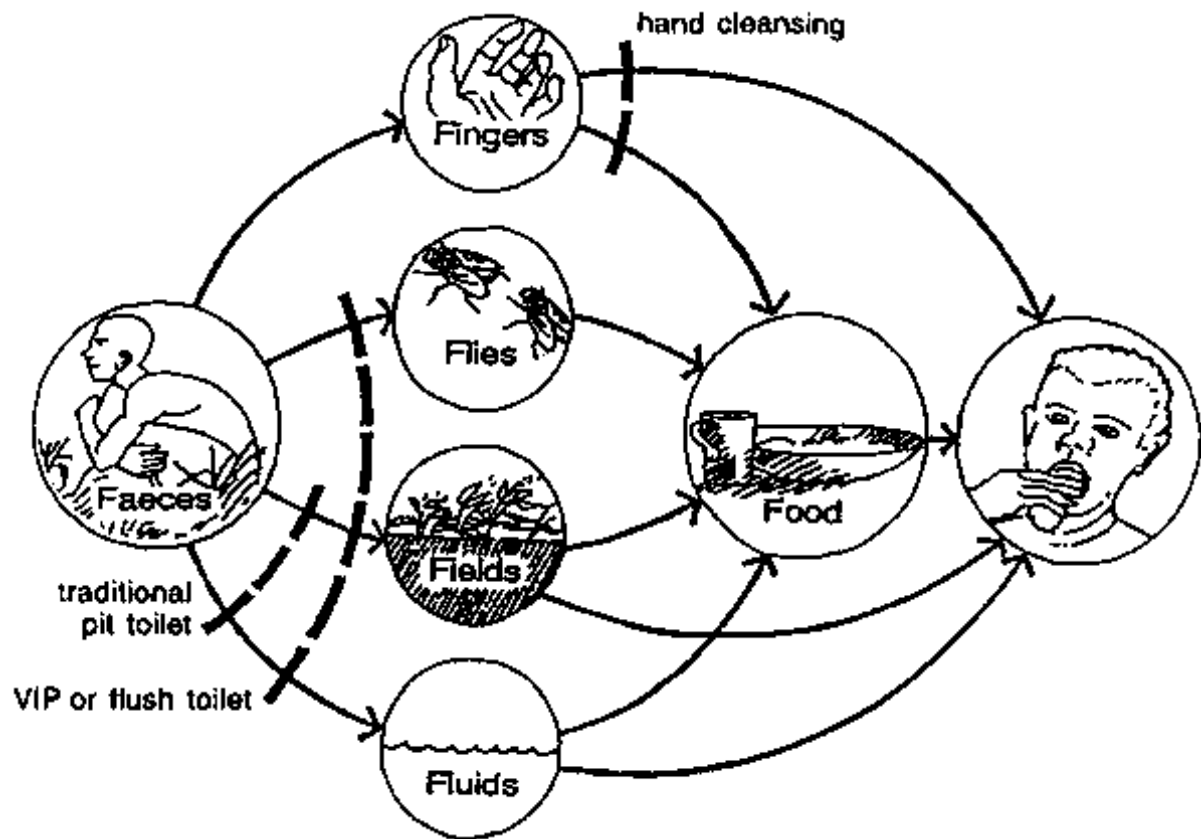 hand cleansing
Fingers
Flies
Faeces
Food
Fields
traditional
pit toilet
VIP or flush toilet
Fluids